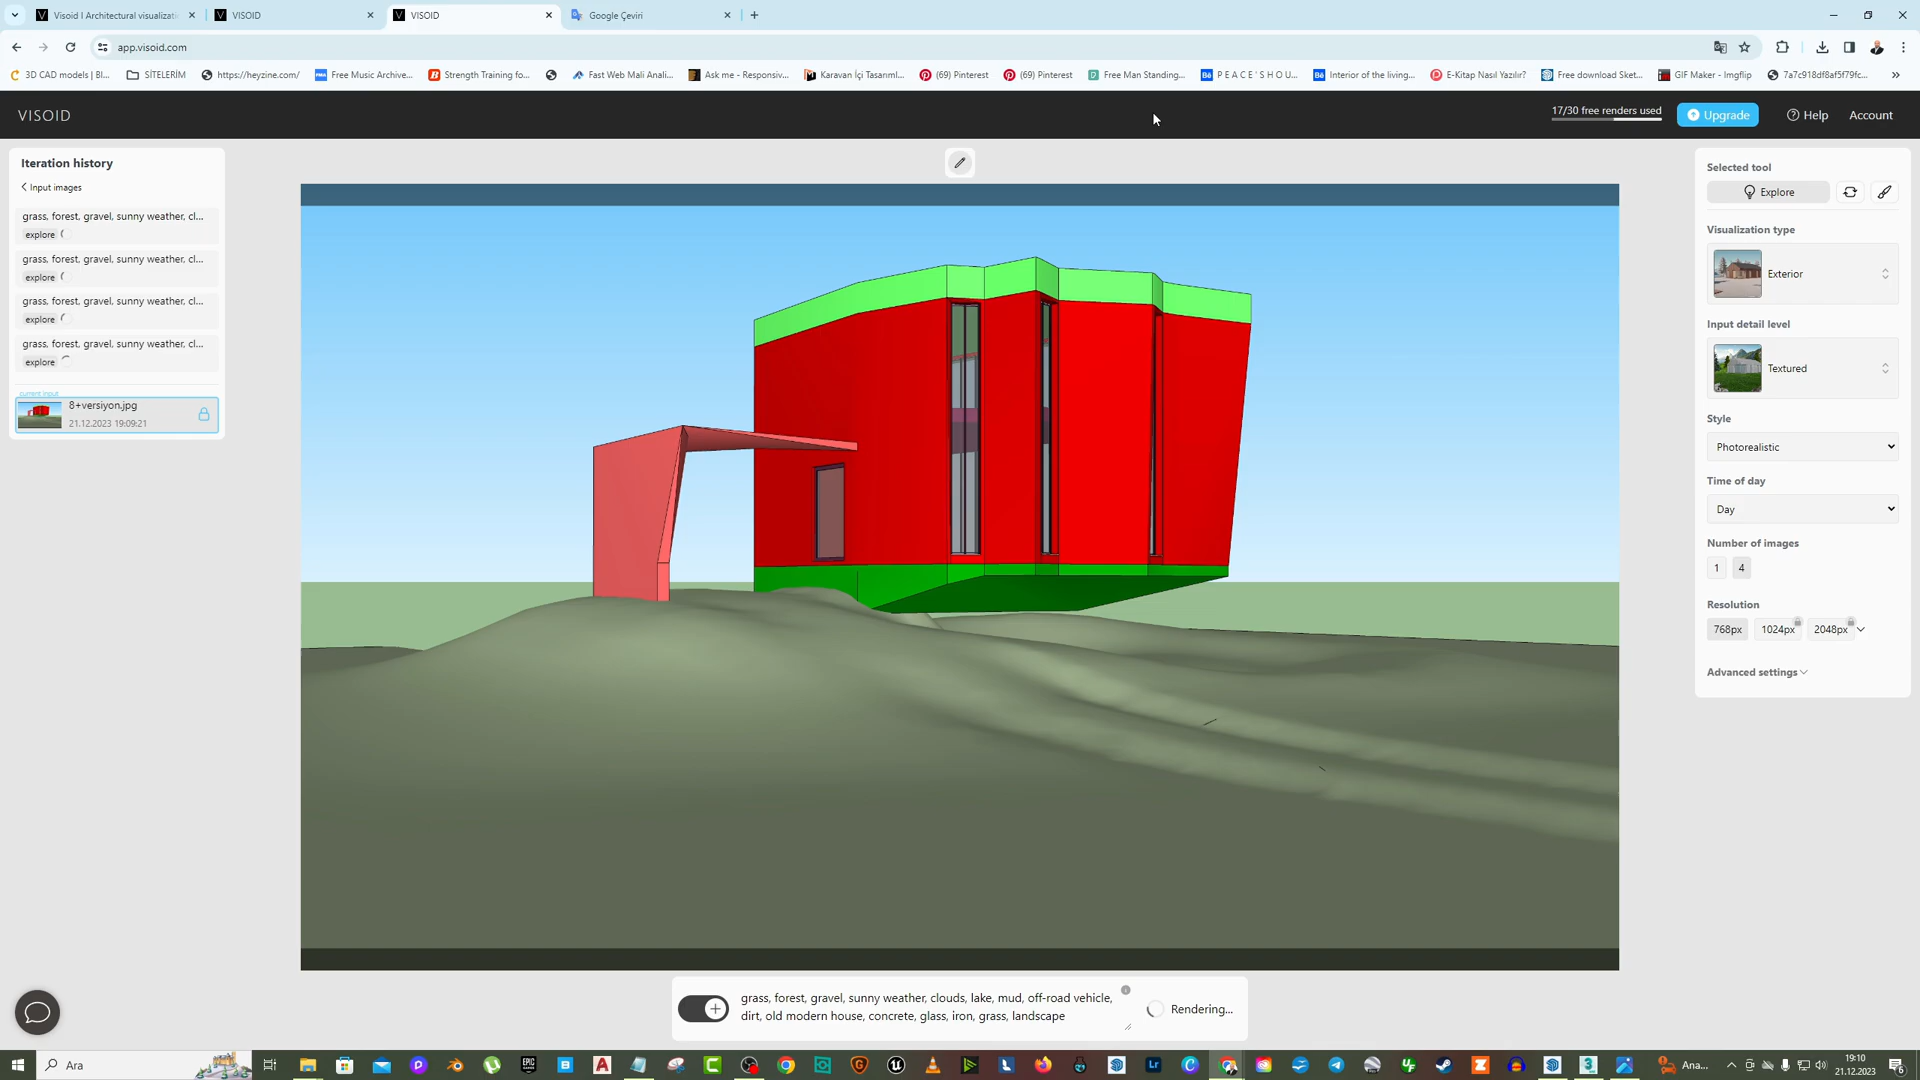 Visoid I Architectural visualizati
VISOID
VISOID
Google Çeviri
app.visoid.com
3D CAD models | Bl...
SİTELERİM
https://heyzine.com/
Free Music Archive...
Strength Training fo...
Fast Web Mali Anali...
Ask me - Responsiv...
Karavan İçi Tasarıml...
(69) Pinterest
(69) Pinterest
Free Man Standing...
P E A C E ' S H O U...
Interior of the living...
E-Kitap Nasıl Yazılır?
Free download Sket...
GIF Maker - Imgflip
7a7c918df8af5f79fc...
VISOID
17/30 free renders used
Upgrade
Help
Account
Iteration history
Input images
grass, forest, gravel, sunny weather, cl...
explore
grass, forest, gravel, sunny weather, cl...
explore
grass, forest, gravel, sunny weather, cl...
explore
grass, forest, gravel, sunny weather, cl...
explore
current input
8+versiyon.jpg
21.12.2023 19:09:21
Selected tool
Explore
Visualization type
Exterior
Input detail level
Textured
Style
Photorealistic
Time of day
Day
Number of images
1 4
Resolution
768px 1024px 2048px
Advanced settings
grass, forest, gravel, sunny weather, clouds, lake, mud, off-road vehicle,
dirt, old modern house, concrete, glass, iron, grass, landscape
Rendering...
Ara
Ana...
19:10
21.12.2023